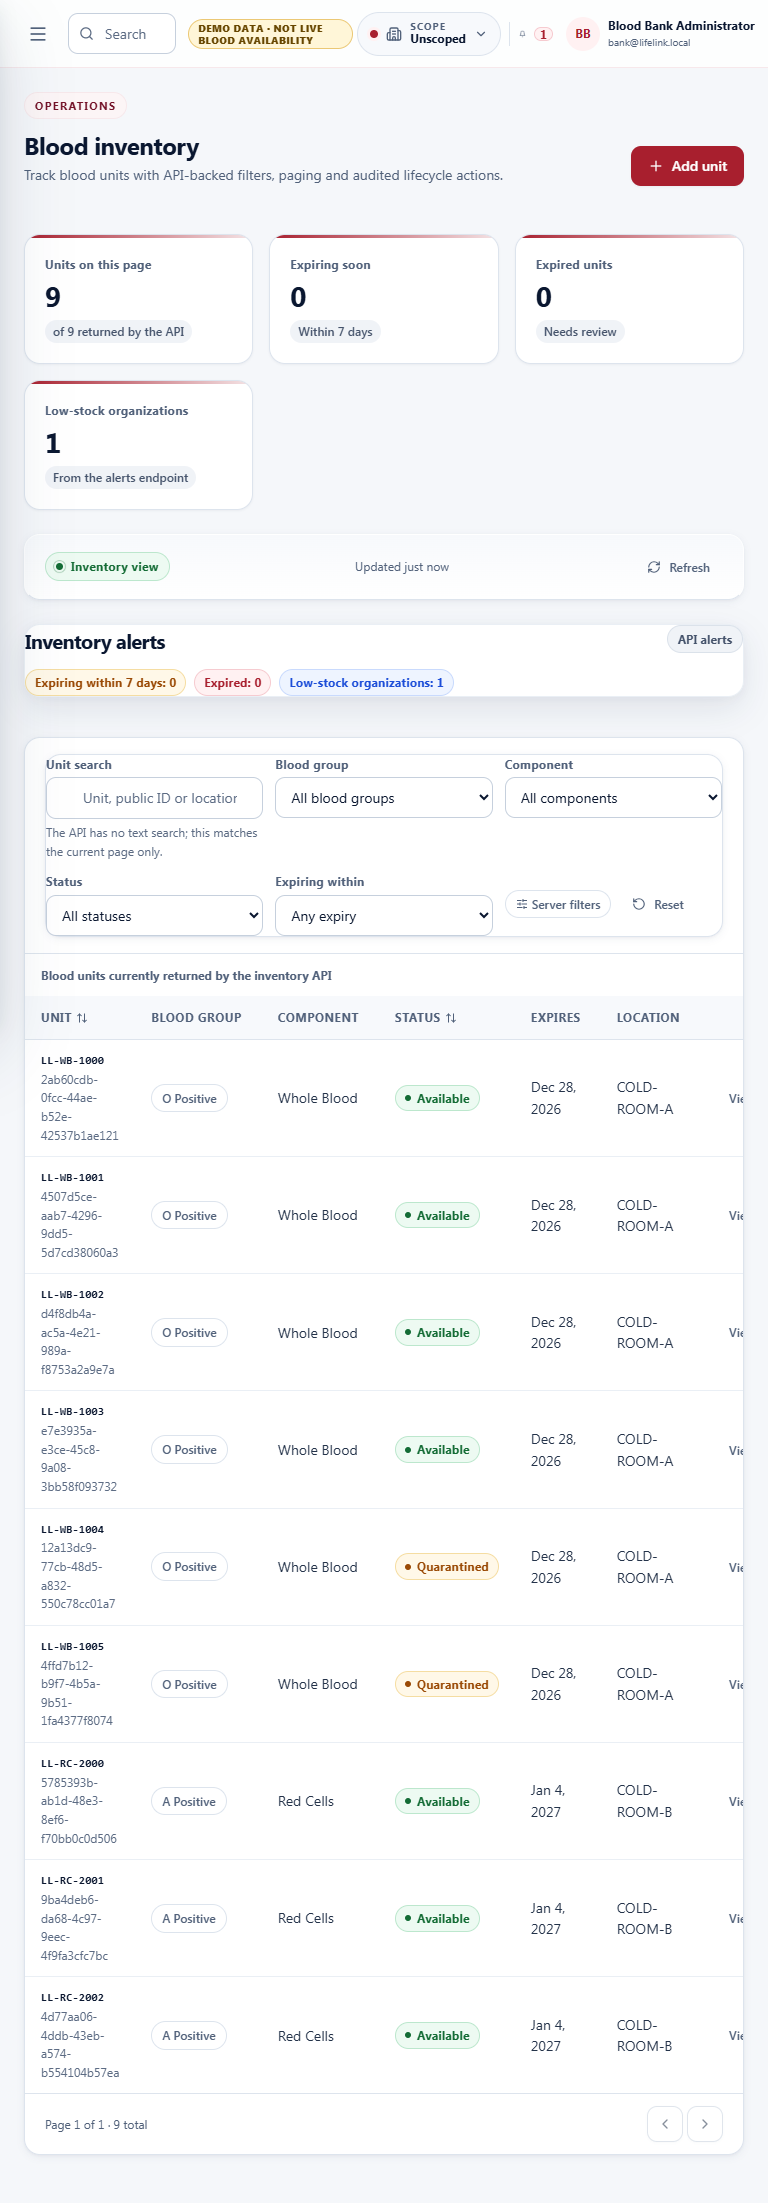 Search
DEMO DATA · NOT LIVE
BLOOD AVAILABILITY
SCOPE
Unscoped
1
BB
Blood Bank Administrator
bank@lifelink.local
OPERATIONS
Blood inventory
Track blood units with API-backed filters, paging and audited lifecycle actions.
Add unit
Units on this page
9
of 9 returned by the API
Expiring soon
0
Within 7 days
Expired units
0
Needs review
Low-stock organizations
1
From the alerts endpoint
Inventory view
Updated just now
Refresh
Inventory alerts
API alerts
Expiring within 7 days: 0
Expired: 0
Low-stock organizations: 1
Unit search
Blood group
Component
Unit, public ID or location
All blood groups
All components
The API has no text search; this matches
the current page only.
Status
Expiring within
All statuses
Any expiry
Server filters
Reset
Blood units currently returned by the inventory API
UNIT BLOOD GROUP COMPONENT STATUS EXPIRES LOCATION
LL-WB-1000
2ab60cdb-
0fcc-44ae-
b52e-
42537b1ae121
O Positive
Whole Blood
Available
Dec 28,
2026
COLD-
ROOM-A
Vie
LL-WB-1001
4507d5ce-
aab7-4296-
9dd5-
5d7cd38060a3
O Positive
Whole Blood
Available
Dec 28,
2026
COLD-
ROOM-A
Vie
LL-WB-1002
d4f8db4a-
ac5a-4e21-
989a-
f8753a2a9e7a
O Positive
Whole Blood
Available
Dec 28,
2026
COLD-
ROOM-A
Vie
LL-WB-1003
e7e3935a-
e3ce-45c8-
9a08-
3bb58f093732
O Positive
Whole Blood
Available
Dec 28,
2026
COLD-
ROOM-A
Vie
LL-WB-1004
12a13dc9-
77cb-48d5-
a832-
550c78cc01a7
O Positive
Whole Blood
Quarantined
Dec 28,
2026
COLD-
ROOM-A
Vie
LL-WB-1005
4ffd7b12-
b9f7-4b5a-
9b51-
1fa4377f8074
O Positive
Whole Blood
Quarantined
Dec 28,
2026
COLD-
ROOM-A
Vie
LL-RC-2000
5785393b-
ab1d-48e3-
8ef6-
f70bb0c0d506
A Positive
Red Cells
Available
Jan 4,
2027
COLD-
ROOM-B
Vie
LL-RC-2001
9ba4deb6-
da68-4c97-
9eec-
4f9fa3cfc7bc
A Positive
Red Cells
Available
Jan 4,
2027
COLD-
ROOM-B
Vie
LL-RC-2002
4d77aa06-
4ddb-43eb-
a574-
b554104b57ea
A Positive
Red Cells
Available
Jan 4,
2027
COLD-
ROOM-B
Vie
Page 1 of 1 · 9 total